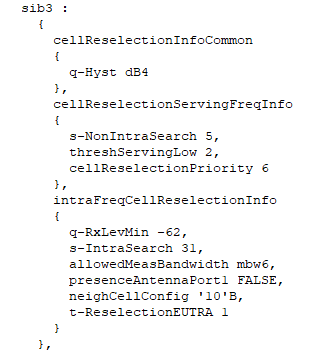 sib3 :
{
cellReselectionInfoCommon
{
q-Hyst dB4
},
cellReselectionServingFreqInfo
{
s-NonIntraSearch 5,
threshServingLow 2,
cellReselectionPriority 6
},
intraFreqCellReselectionInfo
{
q-RxLevMin -62,
s-IntraSearch 31,
allowedMeasBandwidth mbw6,
presenceAntennaPort1 FALSE,
neighCellConfig '10'B,
t-ReselectionEUTRA 1
}
},